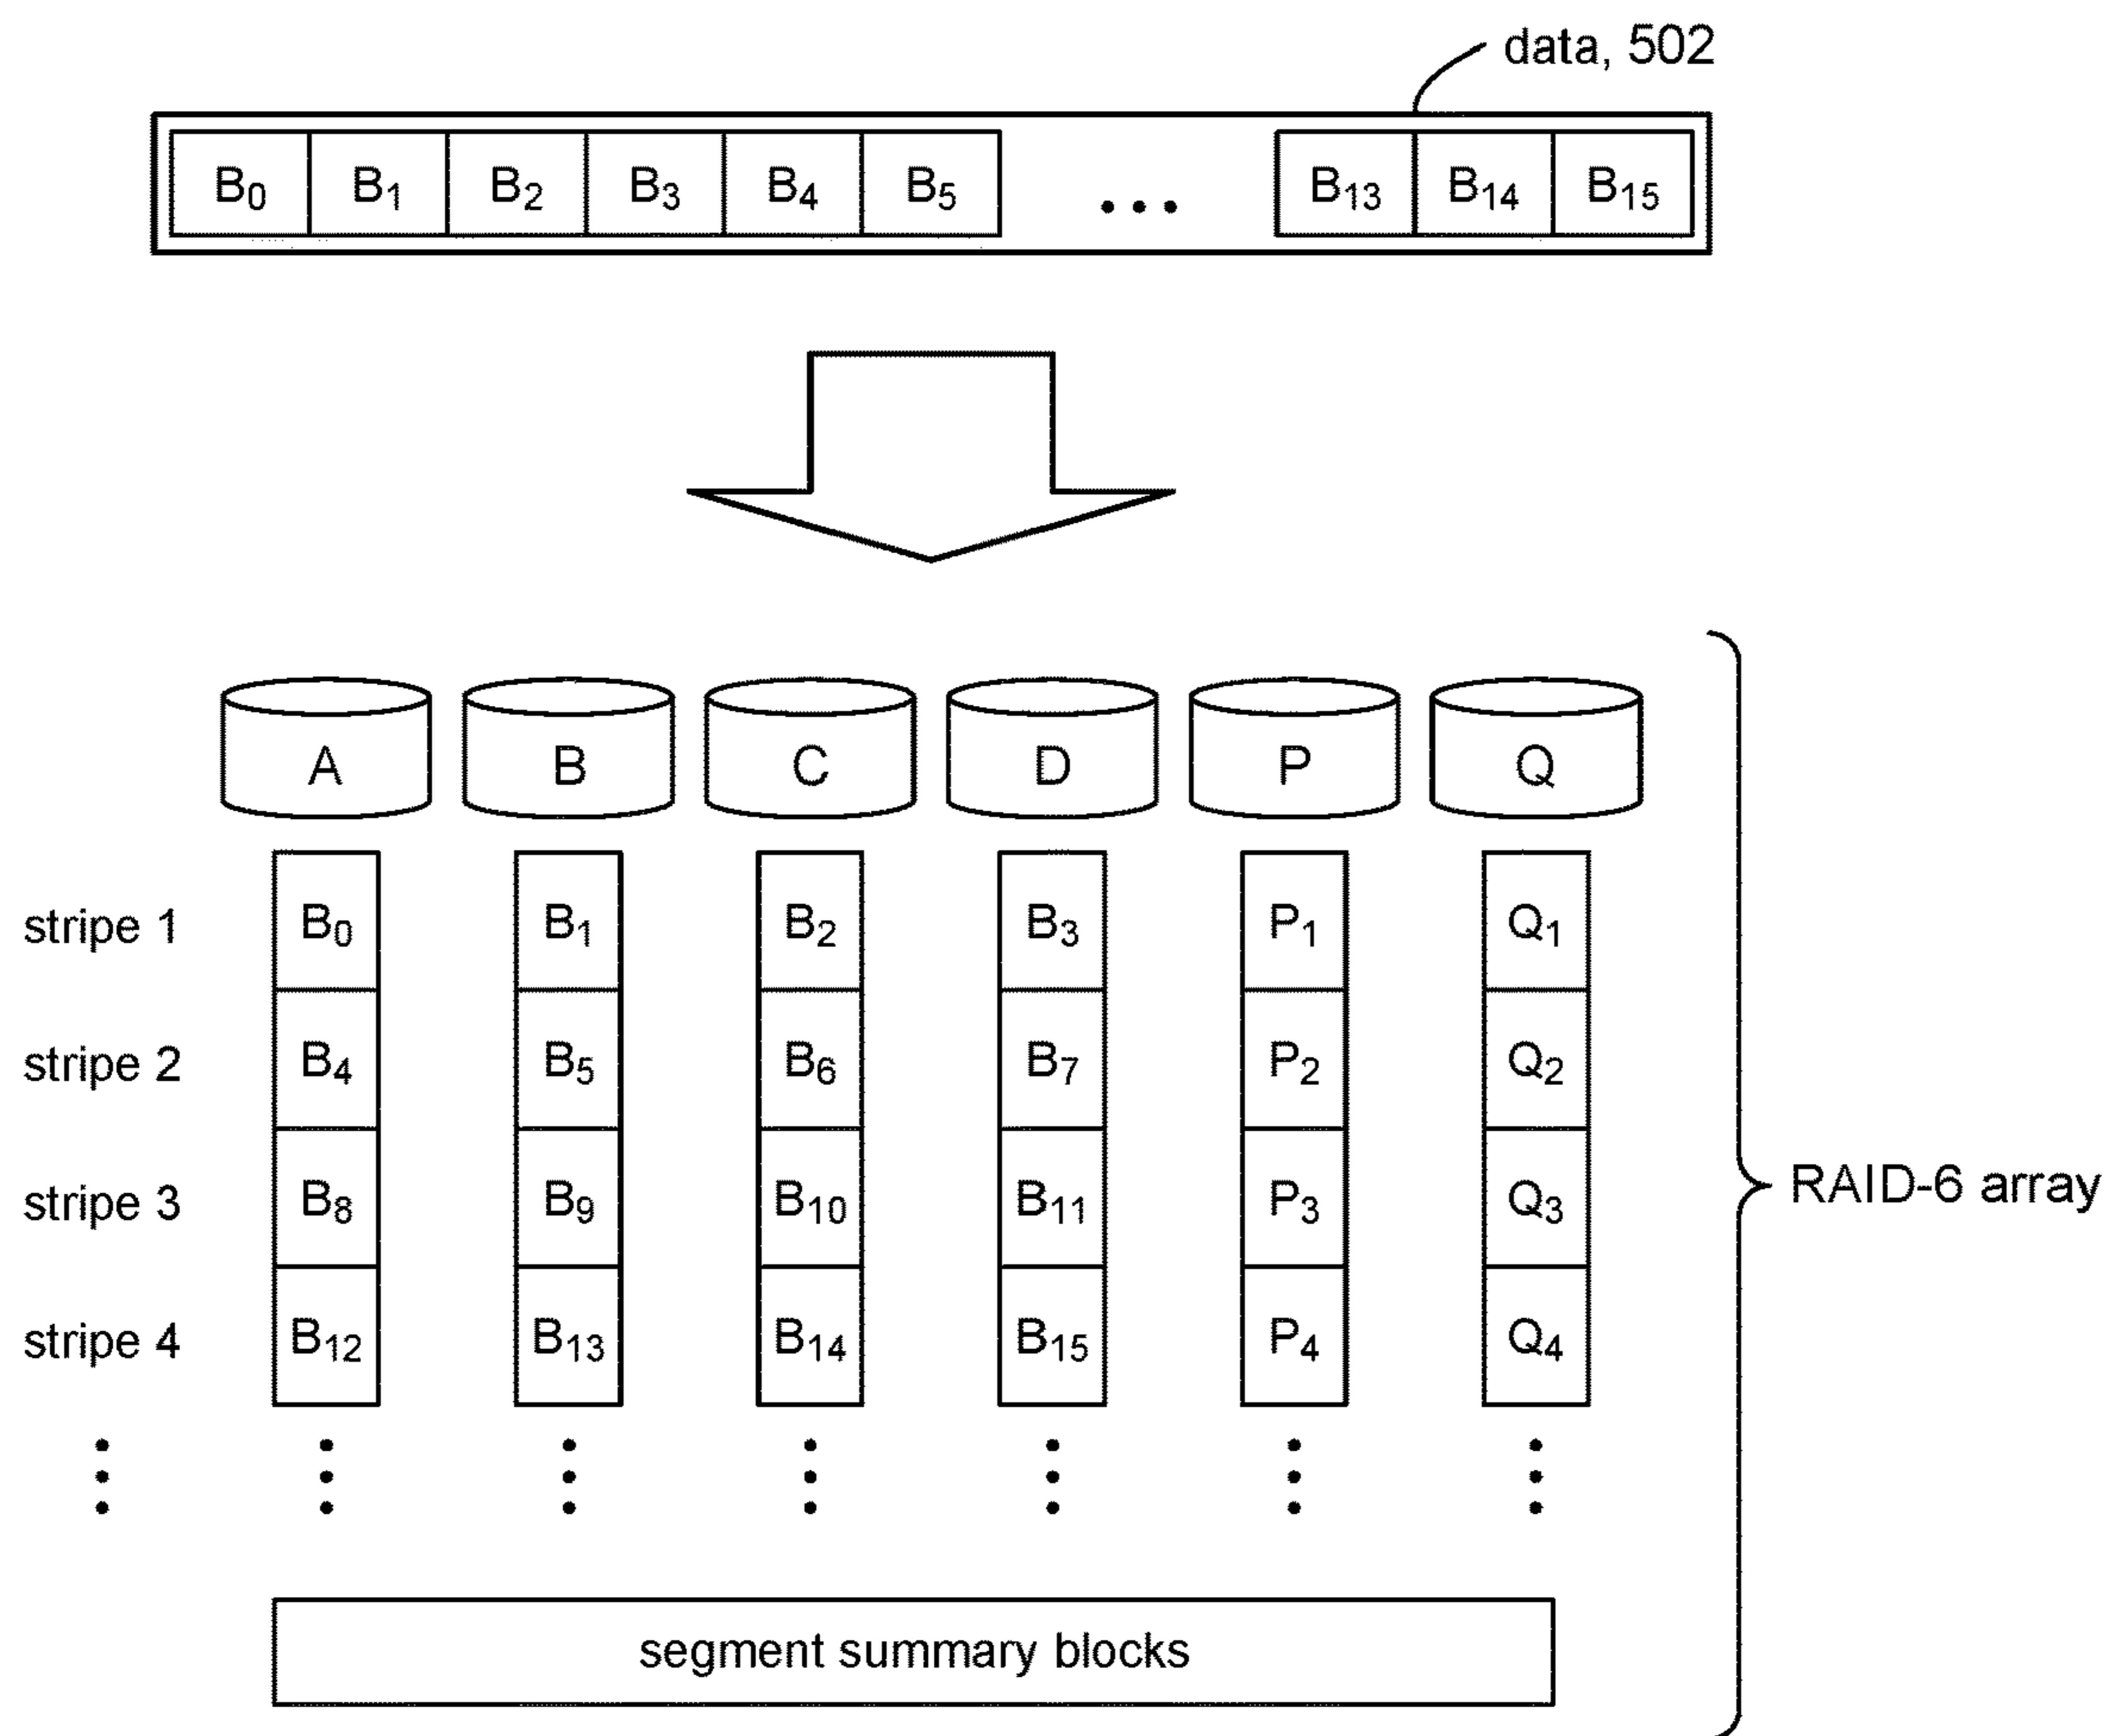 data, 502
B0 B1 B2 B3 B4 B5 ... B13 B14 B15
A B C D P Q
stripe 1 B0 B1 B2 B3 P1 Q1
stripe 2 B4 B5 B6 B7 P2 Q2
stripe 3 B8 B9 B10 B11 P3 Q3
RAID-6 array
stripe 4 B12 B13 B14 B15 P4 Q4
segment summary blocks